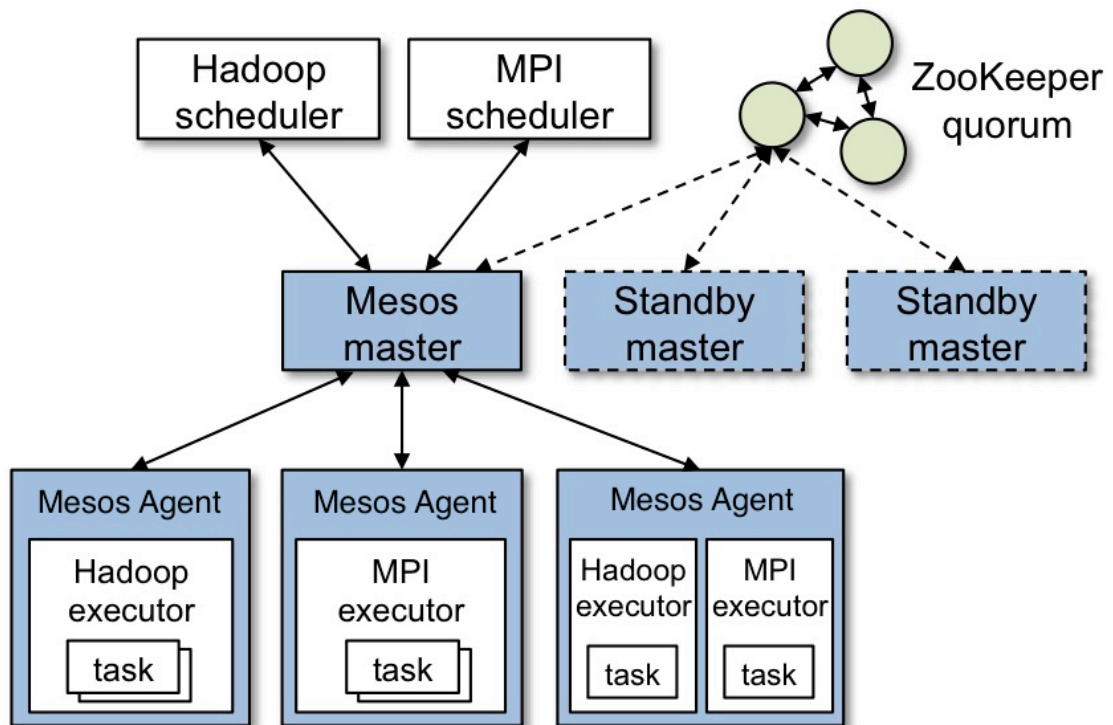 Hadoop
scheduler
MPI
scheduler
ZooKeeper
quorum
Mesos
master
Standby
master
Standby
master
Mesos Agent
Hadoop
executor
task
Mesos Agent
MPI
executor
task
Mesos Agent
Hadoop
executor
task
MPI
executor
task